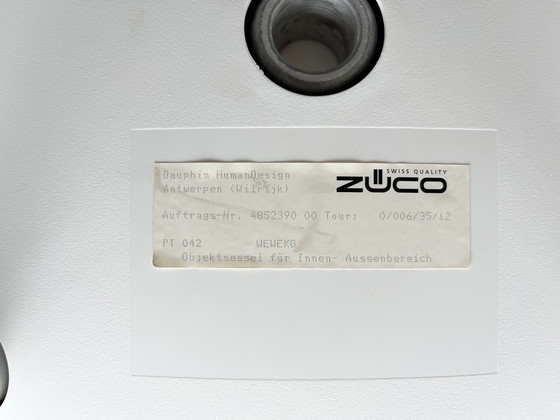 Dauphin HumanDesign
Antwerpen (Wilrijk)
SWISS QUALITY
ZÜCO
Auftrags-Nr. 4852390 00 Tour: 0/006/35/12
PT 042 WEWEKG
Objektsessel für Innen- Aussenbereich